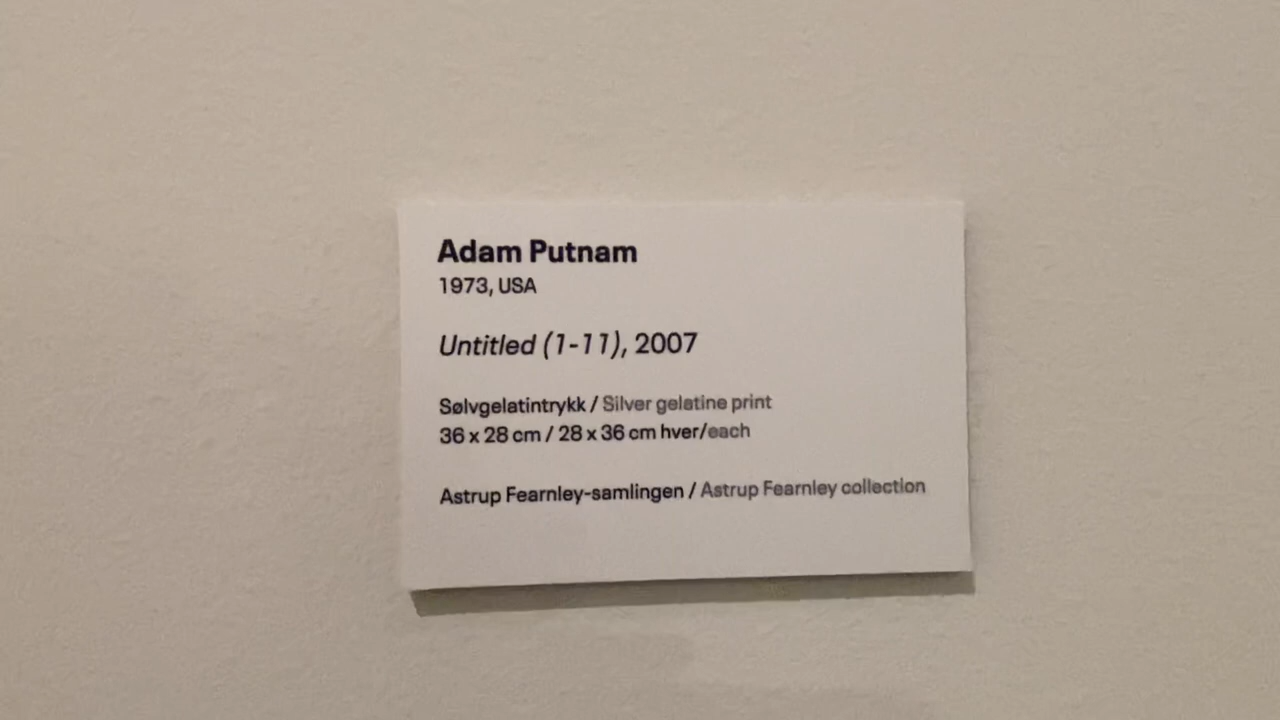 Adam Putnam
1973, USA
Untitled (1-11), 2007
Sølvgelatintrykk / Silver gelatine print
36 x 28 cm / 28 x 36 cm hver/each
Astrup Fearnley-samlingen / Astrup Fearnley collection